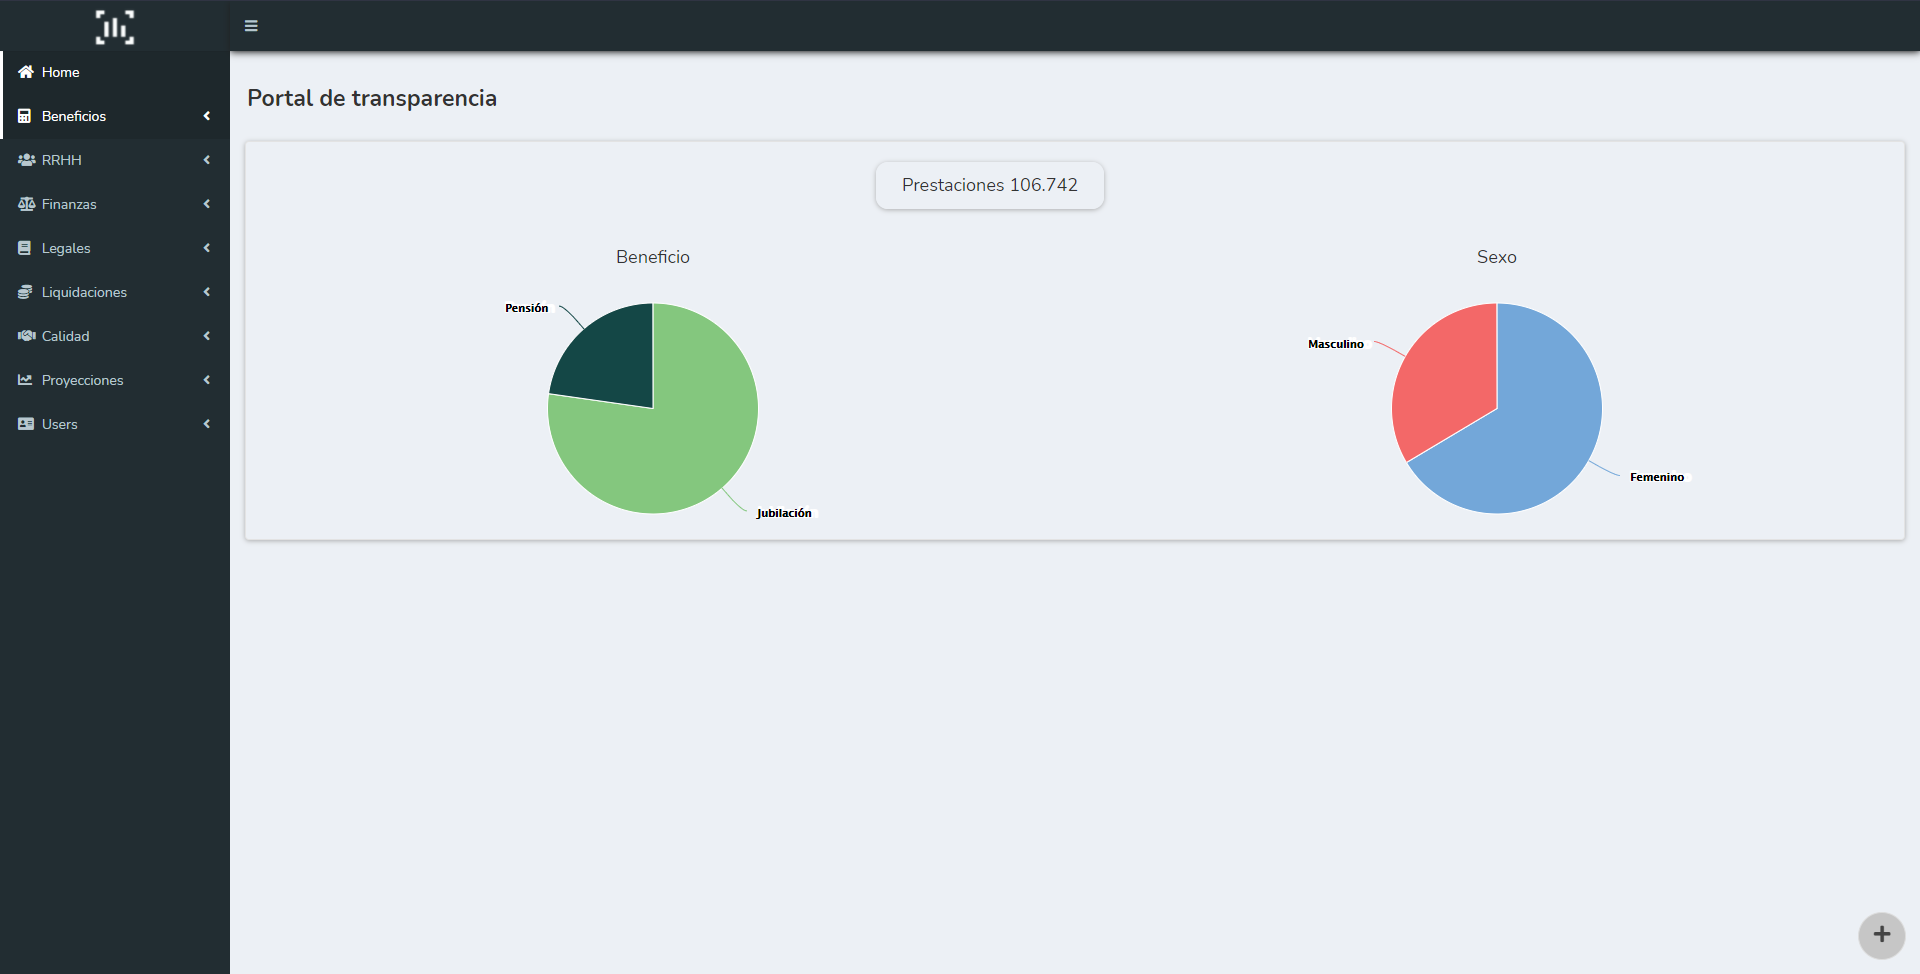 Home
Beneficios
RRHH
Finanzas
Legales
Liquidaciones
Calidad
Proyecciones
Users
Portal de transparencia
Prestaciones 106.742
Beneficio
Pensión
Jubilación
Sexo
Masculino
Femenino